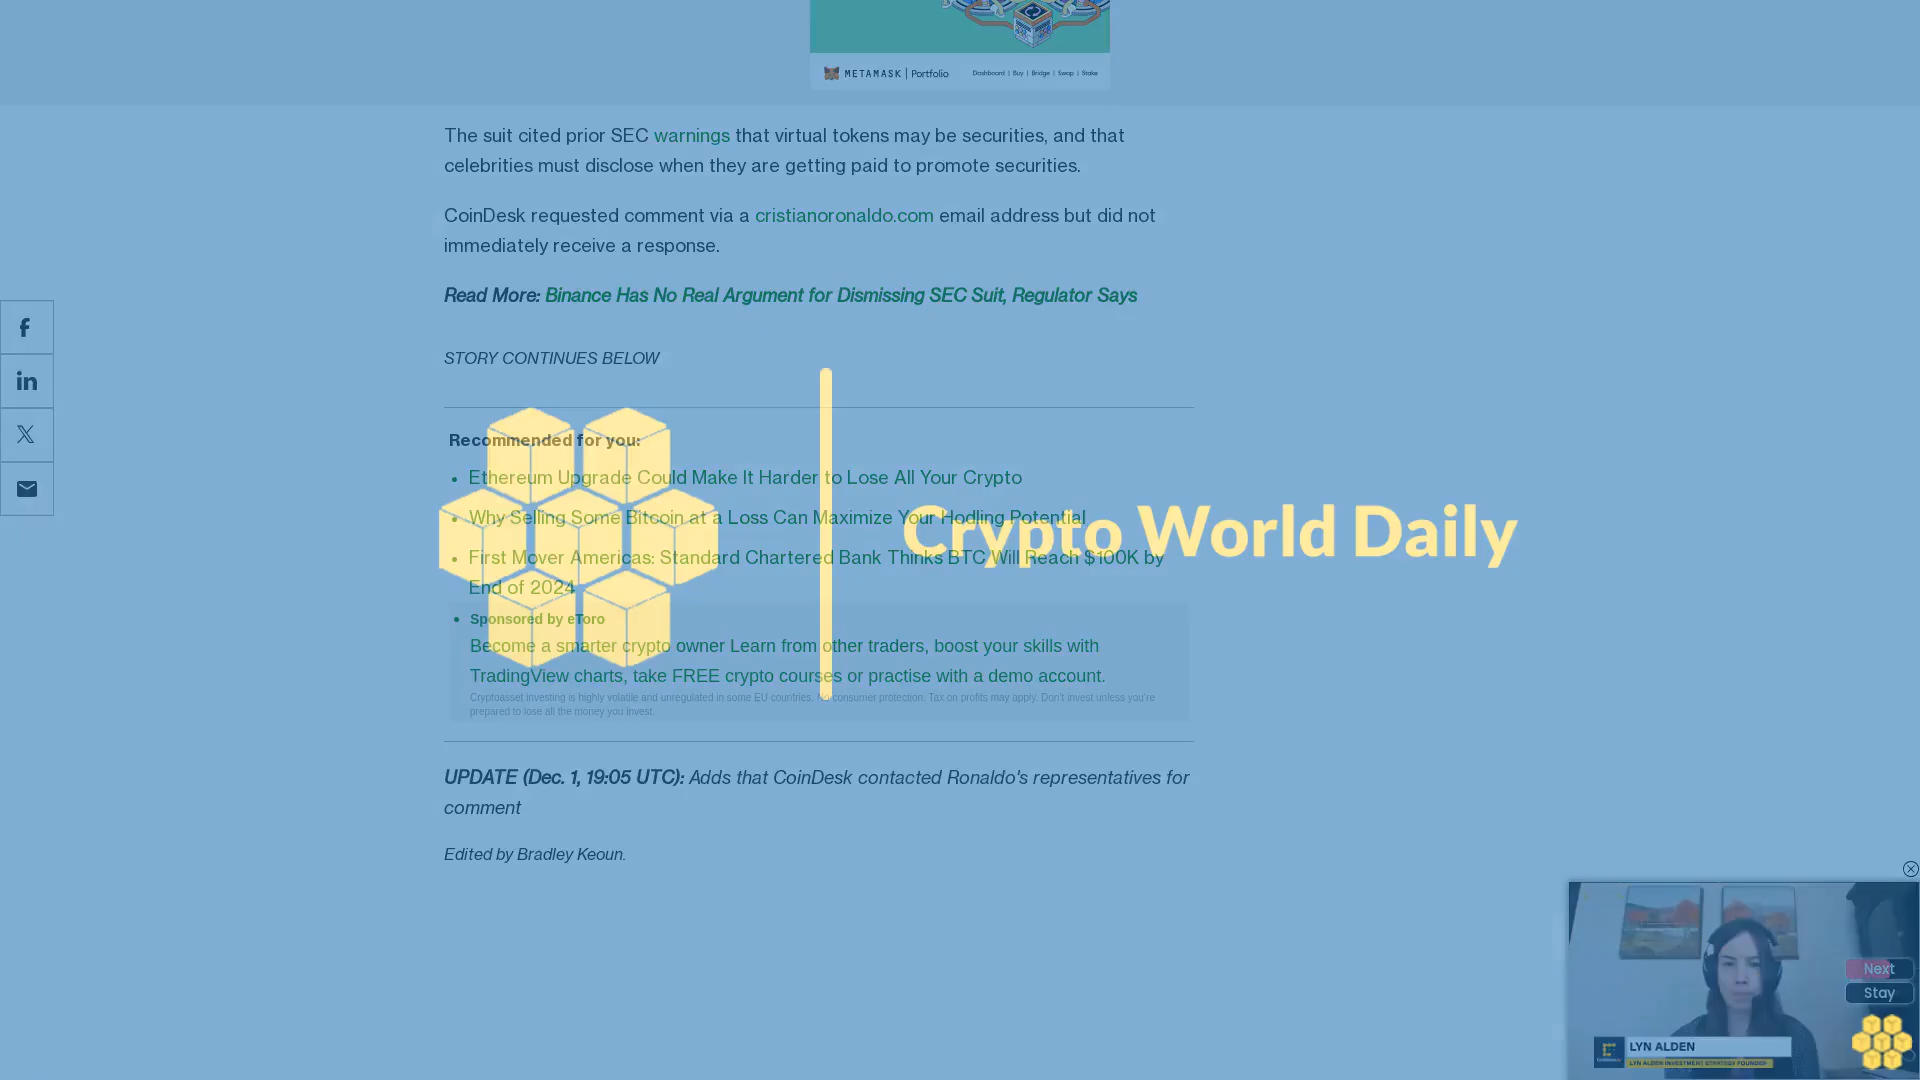 METAMASK | Portfolio
Dashboard | Buy | Bridge | Swap | Stake
The suit cited prior SEC warnings that virtual tokens may be securities, and that
celebrities must disclose when they are getting paid to promote securities.
CoinDesk requested comment via a cristianoronaldo.com email address but did not
immediately receive a response.
Read More: Binance Has No Real Argument for Dismissing SEC Suit, Regulator Says
STORY CONTINUES BELOW
Recommended for you:
Ethereum Upgrade Could Make It Harder to Lose All Your Crypto
Why Selling Some Bitcoin at a Loss Can Maximize Your Hodling Potential
First Mover Americas: Standard Chartered Bank Thinks BTC Will Reach $100K by
End of 2024
Sponsored by eToro
Become a smarter crypto owner Learn from other traders, boost your skills with
TradingView charts, take FREE crypto courses or practise with a demo account.
Cryptoasset investing is highly volatile and unregulated in some EU countries. No consumer protection. Tax on profits may apply. Don't invest unless you're
prepared to lose all the money you invest.
Crypto World Daily
UPDATE (Dec. 1, 19:05 UTC): Adds that CoinDesk contacted Ronaldo's representatives for
comment
Edited by Bradley Keoun.
Next
Stay
LYN ALDEN
LYN ALDEN INVESTMENT STRATEGY FOUNDER